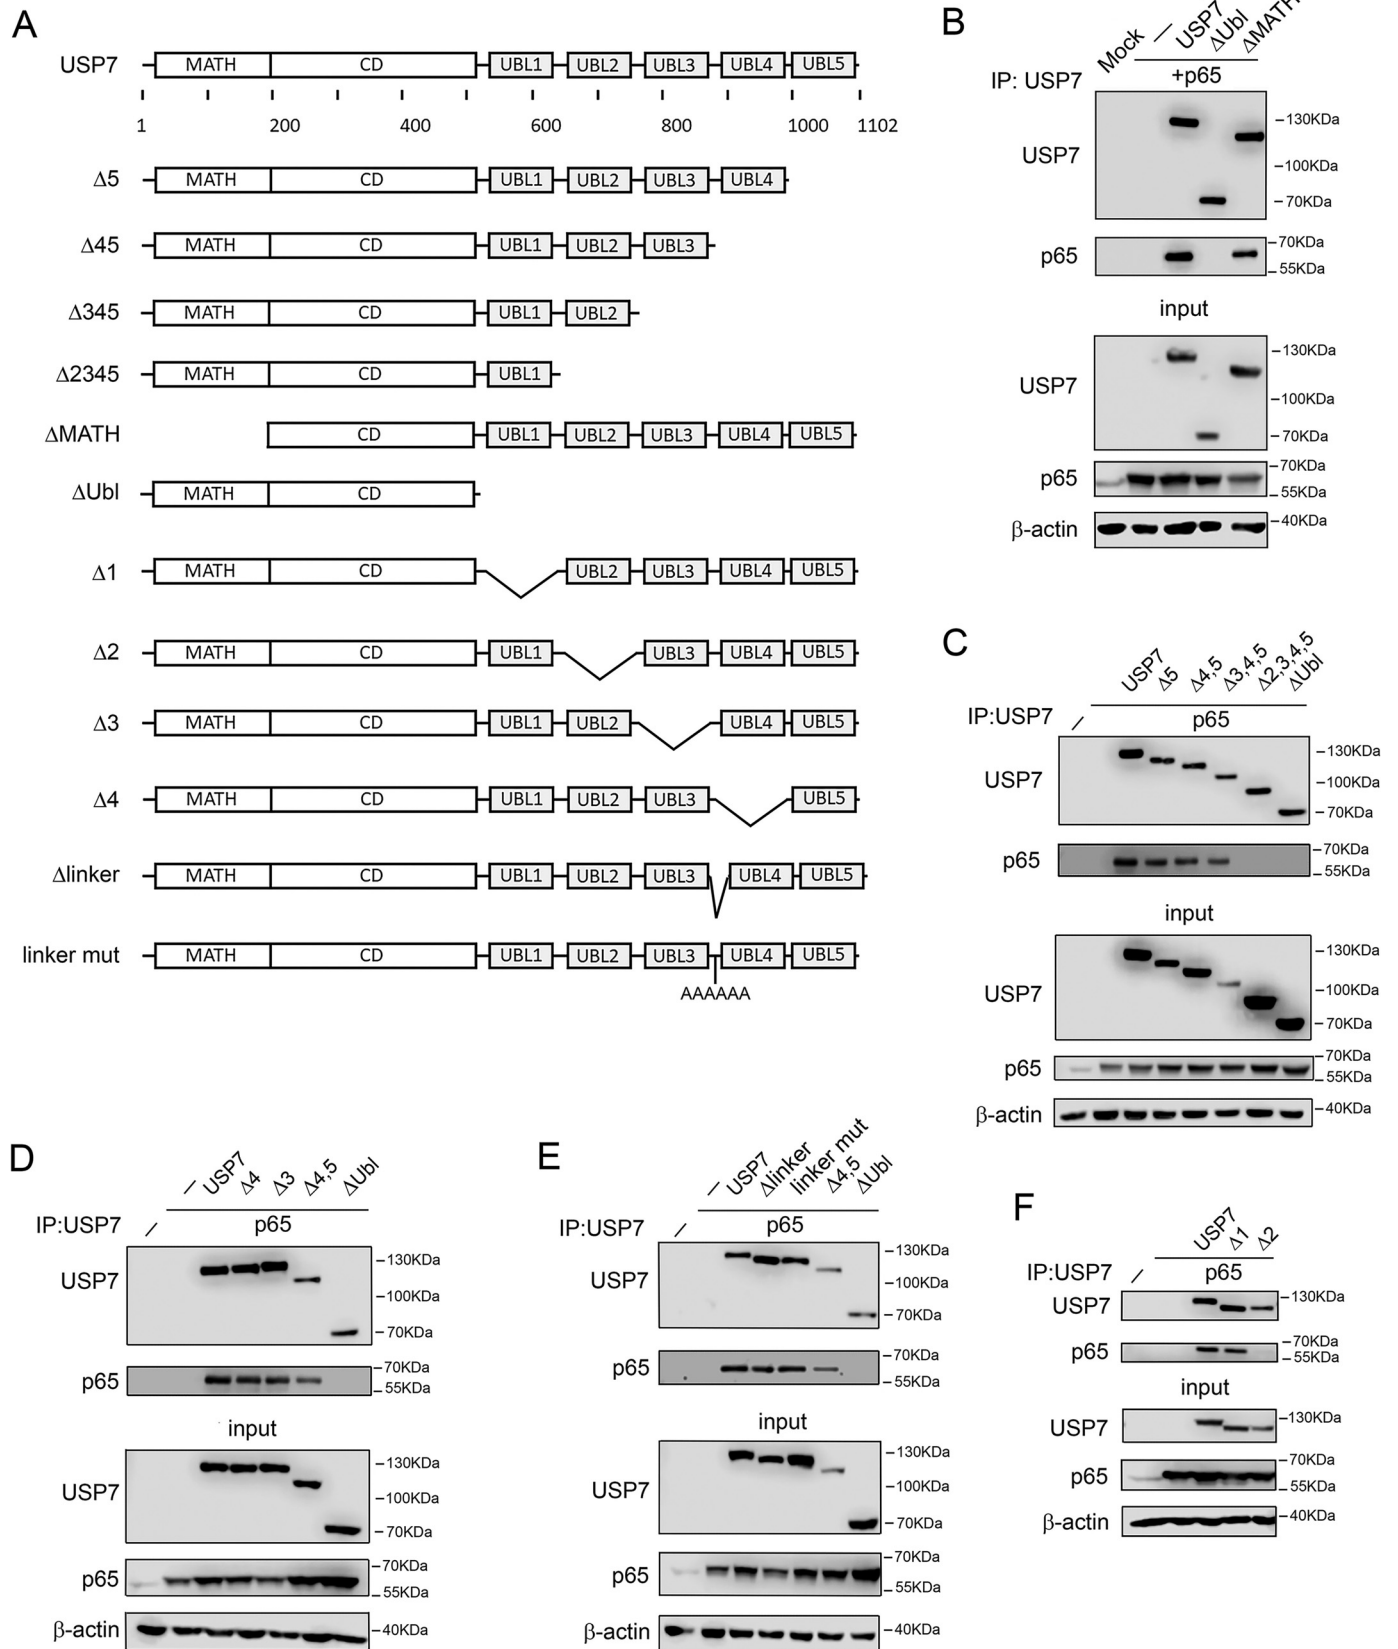 A
USP7 MATH CD UBL1 UBL2 UBL3 UBL4 UBL5
1 200 400 600 800 1000 1102
Δ5 MATH CD UBL1 UBL2 UBL3 UBL4
Δ45 MATH CD UBL1 UBL2 UBL3
Δ345 MATH CD UBL1 UBL2
Δ2345 MATH CD UBL1
ΔMATH CD UBL1 UBL2 UBL3 UBL4 UBL5
ΔUbl MATH CD
Δ1 MATH CD UBL2 UBL3 UBL4 UBL5
Δ2 MATH CD UBL1 UBL3 UBL4 UBL5
Δ3 MATH CD UBL1 UBL2 UBL4 UBL5
Δ4 MATH CD UBL1 UBL2 UBL3 UBL5
Δlinker MATH CD UBL1 UBL2 UBL3 UBL4 UBL5
linker mut MATH CD UBL1 UBL2 UBL3 UBL4 UBL5
AAAAAA
B
Mock – USP7 ΔUbl ΔMATH
IP: USP7 +p65
USP7 –130KDa
–100KDa
–70KDa
p65 –70KDa
–55KDa
input
USP7 –130KDa
–100KDa
–70KDa
p65 –70KDa
–55KDa
β-actin –40KDa
C
USP7 Δ5 Δ4,5 Δ3,4,5 Δ2,3,4,5 ΔUbl
IP:USP7 – p65
USP7 –130KDa
–100KDa
–70KDa
p65 –70KDa
–55KDa
input
USP7 –130KDa
–100KDa
–70KDa
p65 –70KDa
–55KDa
β-actin –40KDa
D
– USP7 Δ4 Δ3 Δ4,5 ΔUbl
IP:USP7 – p65
USP7 –130KDa
–100KDa
–70KDa
p65 –70KDa
–55KDa
input
USP7 –130KDa
–100KDa
–70KDa
p65 –70KDa
–55KDa
β-actin –40KDa
E
– USP7 Δlinker linker mut Δ4,5 ΔUbl
IP:USP7 – p65
USP7 –130KDa
–100KDa
–70KDa
p65 –70KDa
–55KDa
input
USP7 –130KDa
–100KDa
–70KDa
p65 –70KDa
–55KDa
β-actin –40KDa
F
USP7 Δ1 Δ2
IP:USP7 – p65
USP7 –130KDa
p65 –70KDa
–55KDa
input
USP7 –130KDa
p65 –70KDa
–55KDa
β-actin –40KDa